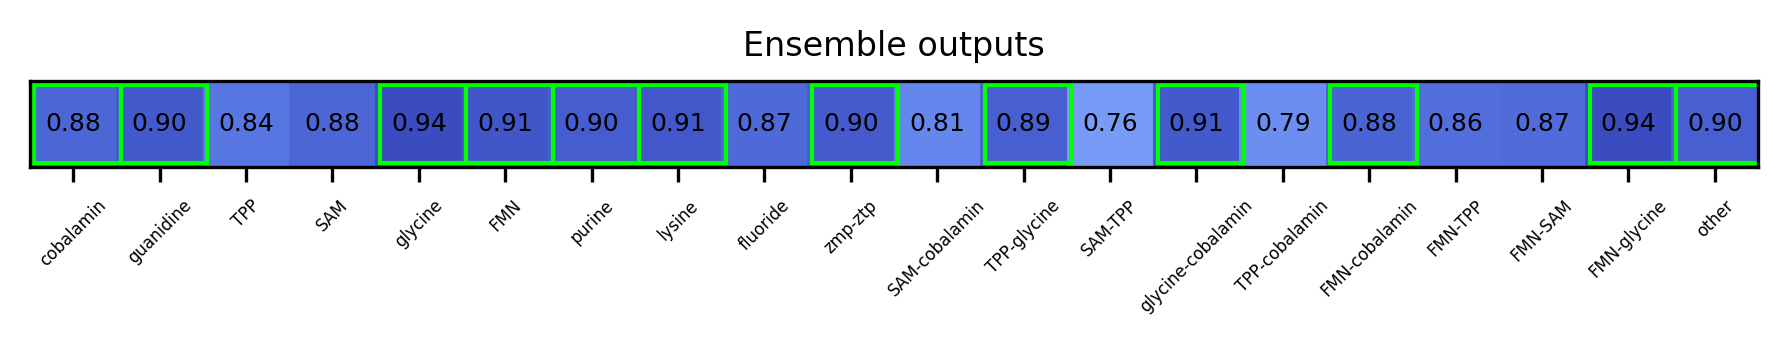 Ensemble outputs
0.88 0.90 0.84 0.88 0.94 0.91 0.90 0.91 0.87 0.90 0.81 0.89 0.76 0.91 0.79 0.88 0.86 0.87 0.94 0.90
cobalamin guanidine TPP SAM glycine FMN purine lysine fluoride zmp-ztp SAM-cobalamin TPP-glycine SAM-TPP glycine-cobalamin TPP-cobalamin FMN-cobalamin FMN-TPP FMN-SAM FMN-glycine other